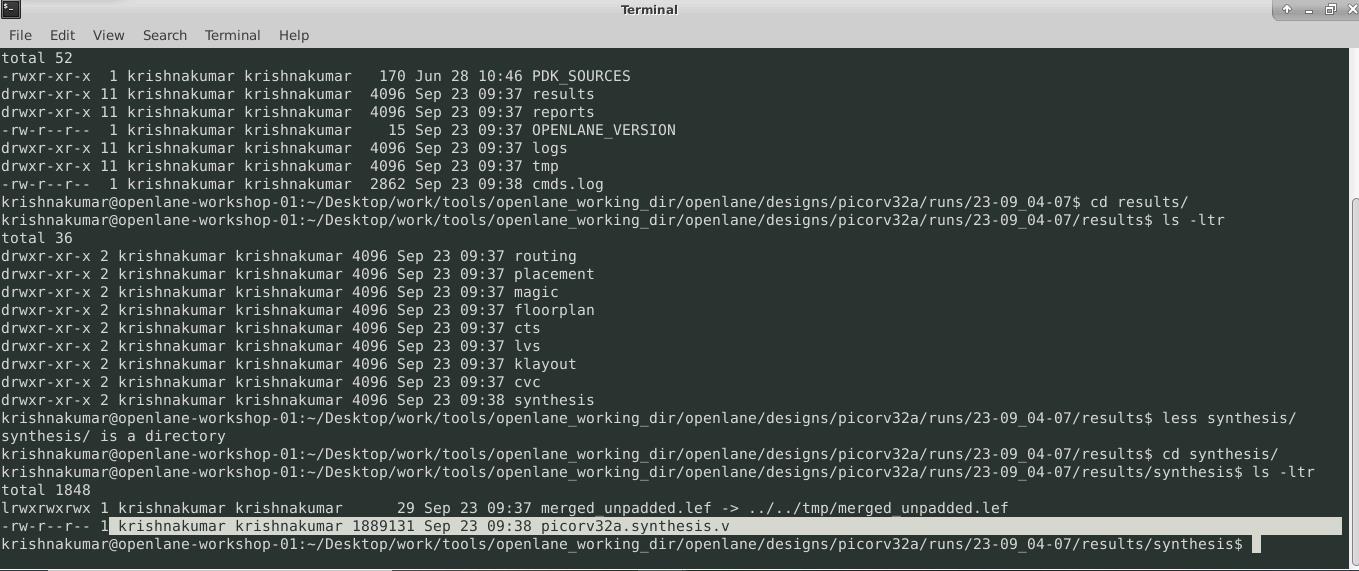 Terminal
File Edit View Search Terminal Help
total 52
-rwxr-xr-x  1 krishnakumar krishnakumar   170 Jun 28 10:46 PDK_SOURCES
drwxr-xr-x 11 krishnakumar krishnakumar  4096 Sep 23 09:37 results
drwxr-xr-x 11 krishnakumar krishnakumar  4096 Sep 23 09:37 reports
-rw-r--r--  1 krishnakumar krishnakumar    15 Sep 23 09:37 OPENLANE_VERSION
drwxr-xr-x 11 krishnakumar krishnakumar  4096 Sep 23 09:37 logs
drwxr-xr-x 11 krishnakumar krishnakumar  4096 Sep 23 09:37 tmp
-rw-r--r--  1 krishnakumar krishnakumar  2862 Sep 23 09:38 cmds.log
krishnakumar@openlane-workshop-01:~/Desktop/work/tools/openlane_working_dir/openlane/designs/picorv32a/runs/23-09_04-07$ cd results/
krishnakumar@openlane-workshop-01:~/Desktop/work/tools/openlane_working_dir/openlane/designs/picorv32a/runs/23-09_04-07/results$ ls -ltr
total 36
drwxr-xr-x 2 krishnakumar krishnakumar 4096 Sep 23 09:37 routing
drwxr-xr-x 2 krishnakumar krishnakumar 4096 Sep 23 09:37 placement
drwxr-xr-x 2 krishnakumar krishnakumar 4096 Sep 23 09:37 magic
drwxr-xr-x 2 krishnakumar krishnakumar 4096 Sep 23 09:37 floorplan
drwxr-xr-x 2 krishnakumar krishnakumar 4096 Sep 23 09:37 cts
drwxr-xr-x 2 krishnakumar krishnakumar 4096 Sep 23 09:37 lvs
drwxr-xr-x 2 krishnakumar krishnakumar 4096 Sep 23 09:37 klayout
drwxr-xr-x 2 krishnakumar krishnakumar 4096 Sep 23 09:37 cvc
drwxr-xr-x 2 krishnakumar krishnakumar 4096 Sep 23 09:38 synthesis
krishnakumar@openlane-workshop-01:~/Desktop/work/tools/openlane_working_dir/openlane/designs/picorv32a/runs/23-09_04-07/results$ less synthesis/
synthesis/ is a directory
krishnakumar@openlane-workshop-01:~/Desktop/work/tools/openlane_working_dir/openlane/designs/picorv32a/runs/23-09_04-07/results$ cd synthesis/
krishnakumar@openlane-workshop-01:~/Desktop/work/tools/openlane_working_dir/openlane/designs/picorv32a/runs/23-09_04-07/results/synthesis$ ls -ltr
total 1848
lrwxrwxrwx 1 krishnakumar krishnakumar      29 Sep 23 09:37 merged_unpadded.lef -> ../../tmp/merged_unpadded.lef
-rw-r--r-- 1 krishnakumar krishnakumar 1889131 Sep 23 09:38 picorv32a.synthesis.v
krishnakumar@openlane-workshop-01:~/Desktop/work/tools/openlane_working_dir/openlane/designs/picorv32a/runs/23-09_04-07/results/synthesis$